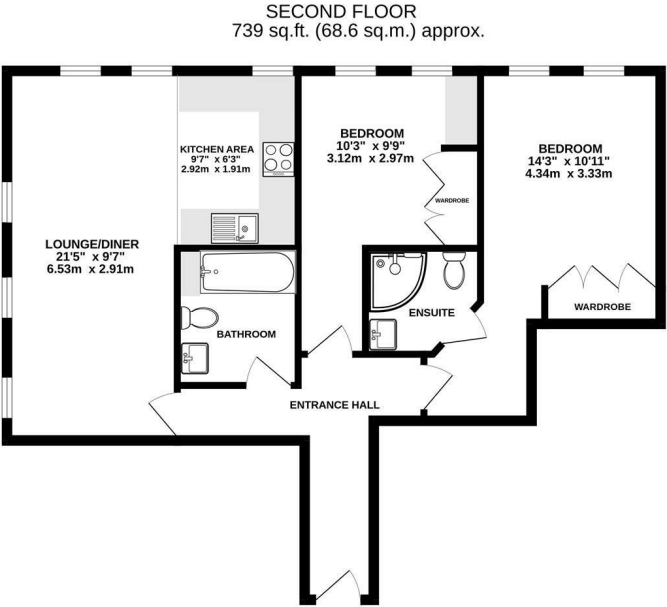 SECOND FLOOR
739 sq.ft. (68.6 sq.m.) approx.
KITCHEN AREA
9'7" x 6'3"
2.92m x 1.91m
BEDROOM
10'3" x 9'9"
3.12m x 2.97m
BEDROOM
14'3" x 10'11"
4.34m x 3.33m
WARDROBE
LOUNGE/DINER
21'5" x 9'7"
6.53m x 2.91m
WARDROBE
ENSUITE
BATHROOM
ENTRANCE HALL